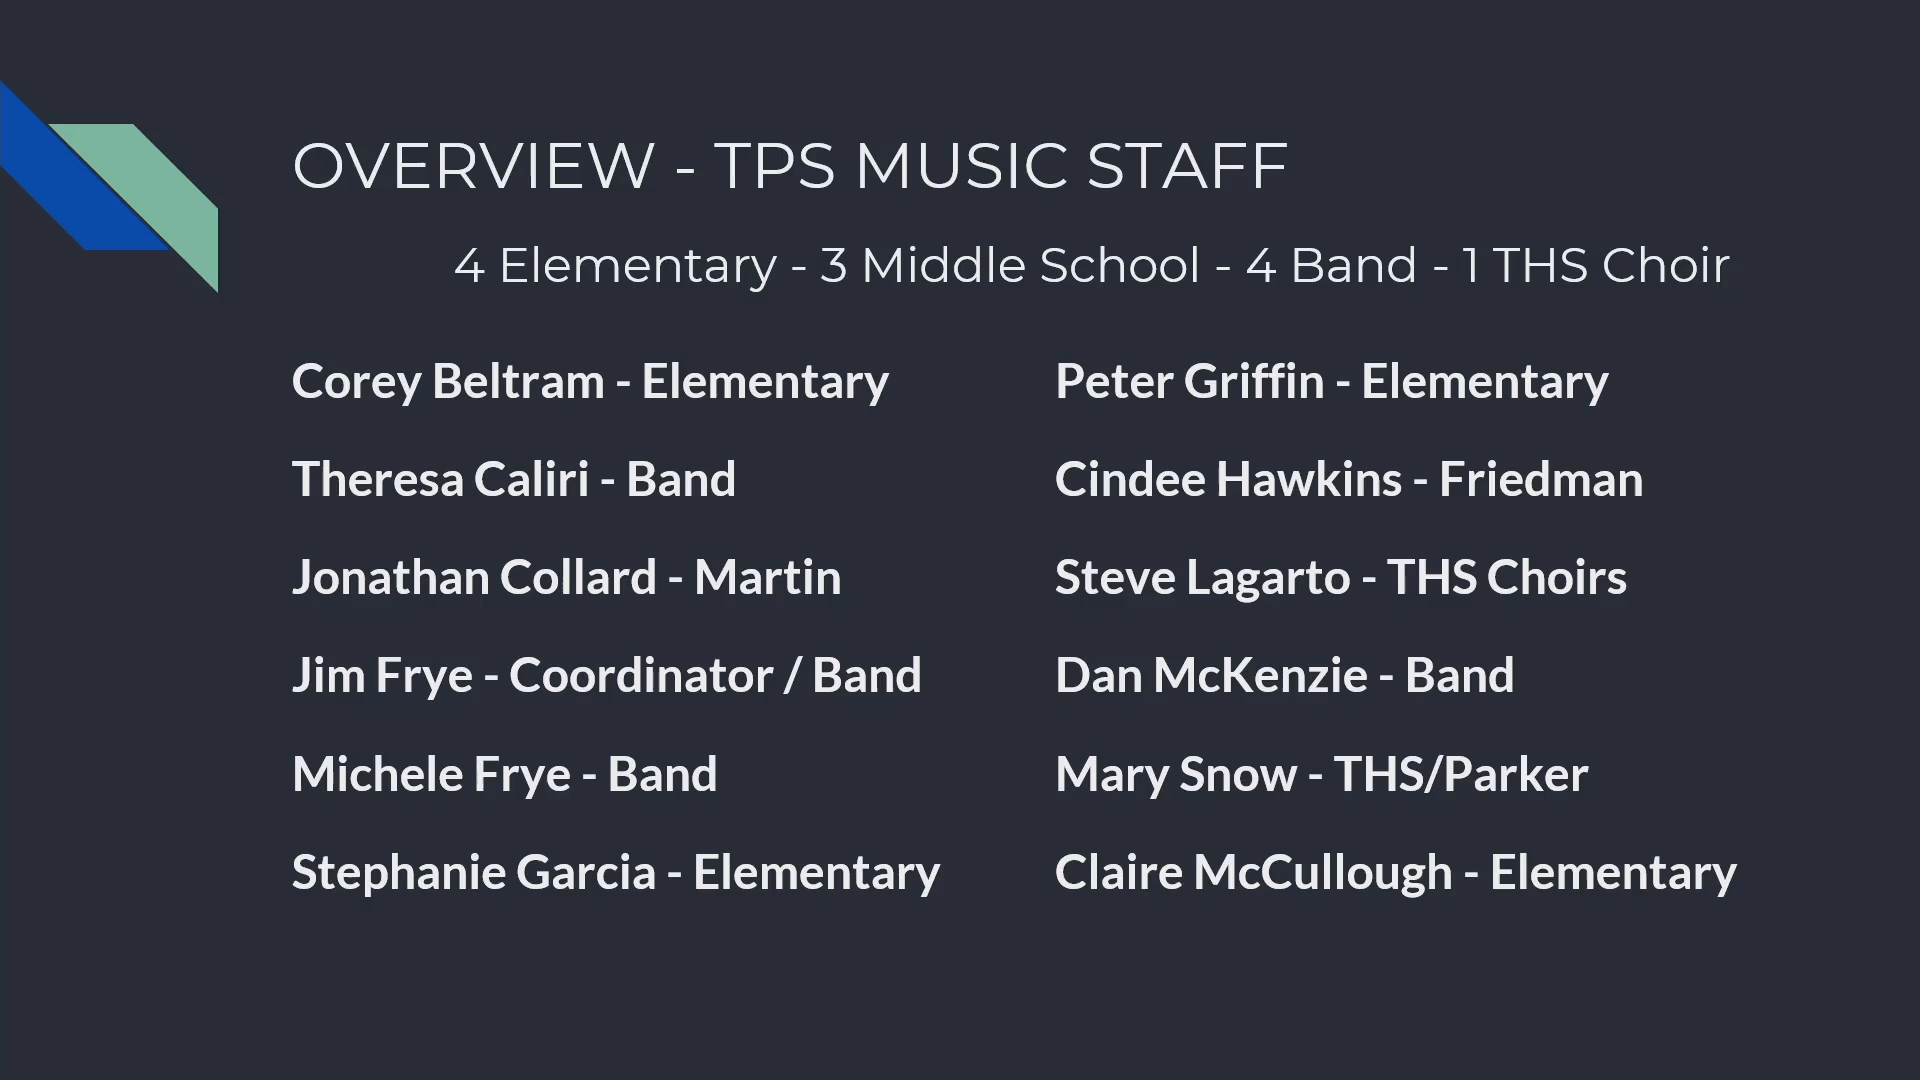 OVERVIEW - TPS MUSIC STAFF
4 Elementary - 3 Middle School - 4 Band - 1 THS Choir
Corey Beltram - Elementary
Theresa Caliri - Band
Jonathan Collard - Martin
Jim Frye - Coordinator / Band
Michele Frye - Band
Stephanie Garcia - Elementary
Peter Griffin - Elementary
Cindee Hawkins - Friedman
Steve Lagarto - THS Choirs
Dan McKenzie - Band
Mary Snow - THS/Parker
Claire McCullough - Elementary